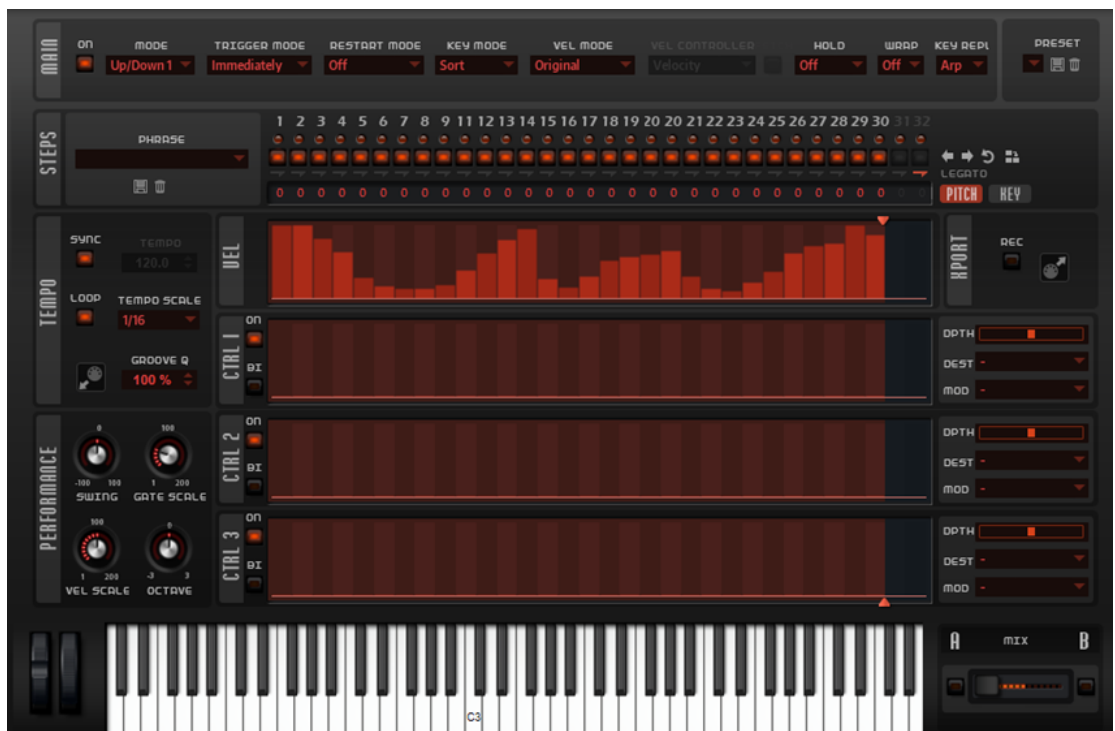 MAIN
ON MODE TRIGGER MODE RESTART MODE KEY MODE VEL MODE VEL CONTROLLER HOLD WRAP KEY REPL PRESET
Up/Down 1 Immediately Off Sort Original Velocity Off Off Arp
STEPS
PHRASE
1 2 3 4 5 6 7 8 9 11 12 13 14 15 16 17 18 19 20 20 21 22 23 24 25 26 27 28 29 30 31 32
LEGATO
0 0 0 0 0 0 0 0 0 0 0 0 0 0 0 0 0 0 0 0 0 0 0 0 0 0 0 0 0 0 0 0
PITCH KEY
TEMPO
SYNC TEMPO
120.0
LOOP TEMPO SCALE
1/16
GROOVE Q
100 %
VEL
XPORT
REC
CTRL 1
ON
BI
DPTH
DEST -
MOD -
PERFORMANCE
0 100
-100 100 1 200
SWING GATE SCALE
100 0
1 200 -3 3
VEL SCALE OCTAVE
CTRL 2
ON
BI
DPTH
DEST -
MOD -
CTRL 3
ON
BI
DPTH
DEST -
MOD -
C3
A MIX B